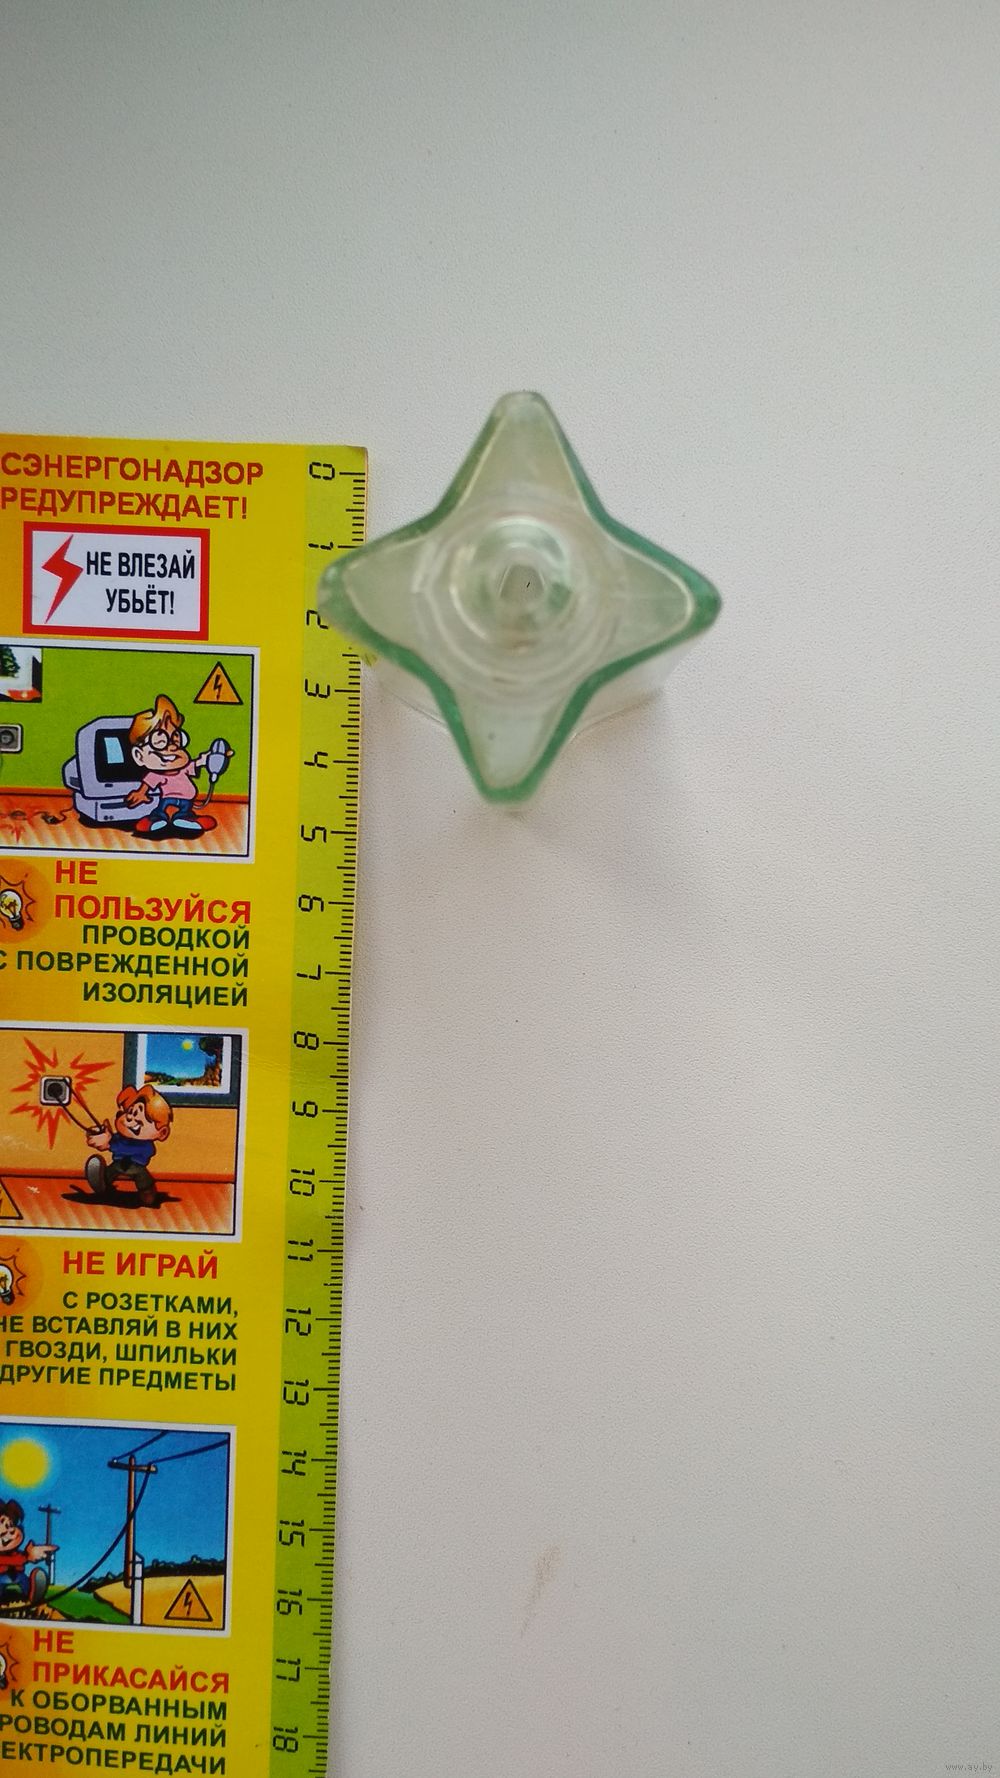 СЭНЕРГОНАДЗОР
РЕДУПРЕЖДАЕТ!
НЕ ВЛЕЗАЙ
УБЬЁТ!
НЕ
ПОЛЬЗУЙСЯ
ПРОВОДКОЙ
С ПОВРЕЖДЕННОЙ
ИЗОЛЯЦИЕЙ
НЕ ИГРАЙ
С РОЗЕТКАМИ,
НЕ ВСТАВЛЯЙ В НИХ
ГВОЗДИ, ШПИЛЬКИ
ДРУГИЕ ПРЕДМЕТЫ
НЕ
ПРИКАСАЙСЯ
К ОБОРВАННЫМ
РОВОДАМ ЛИНИЙ
ЕКТРОПЕРЕДАЧИ
0
1
2
3
4
5
6
7
8
9
10
11
12
13
14
15
16
17
18
www.ay.by